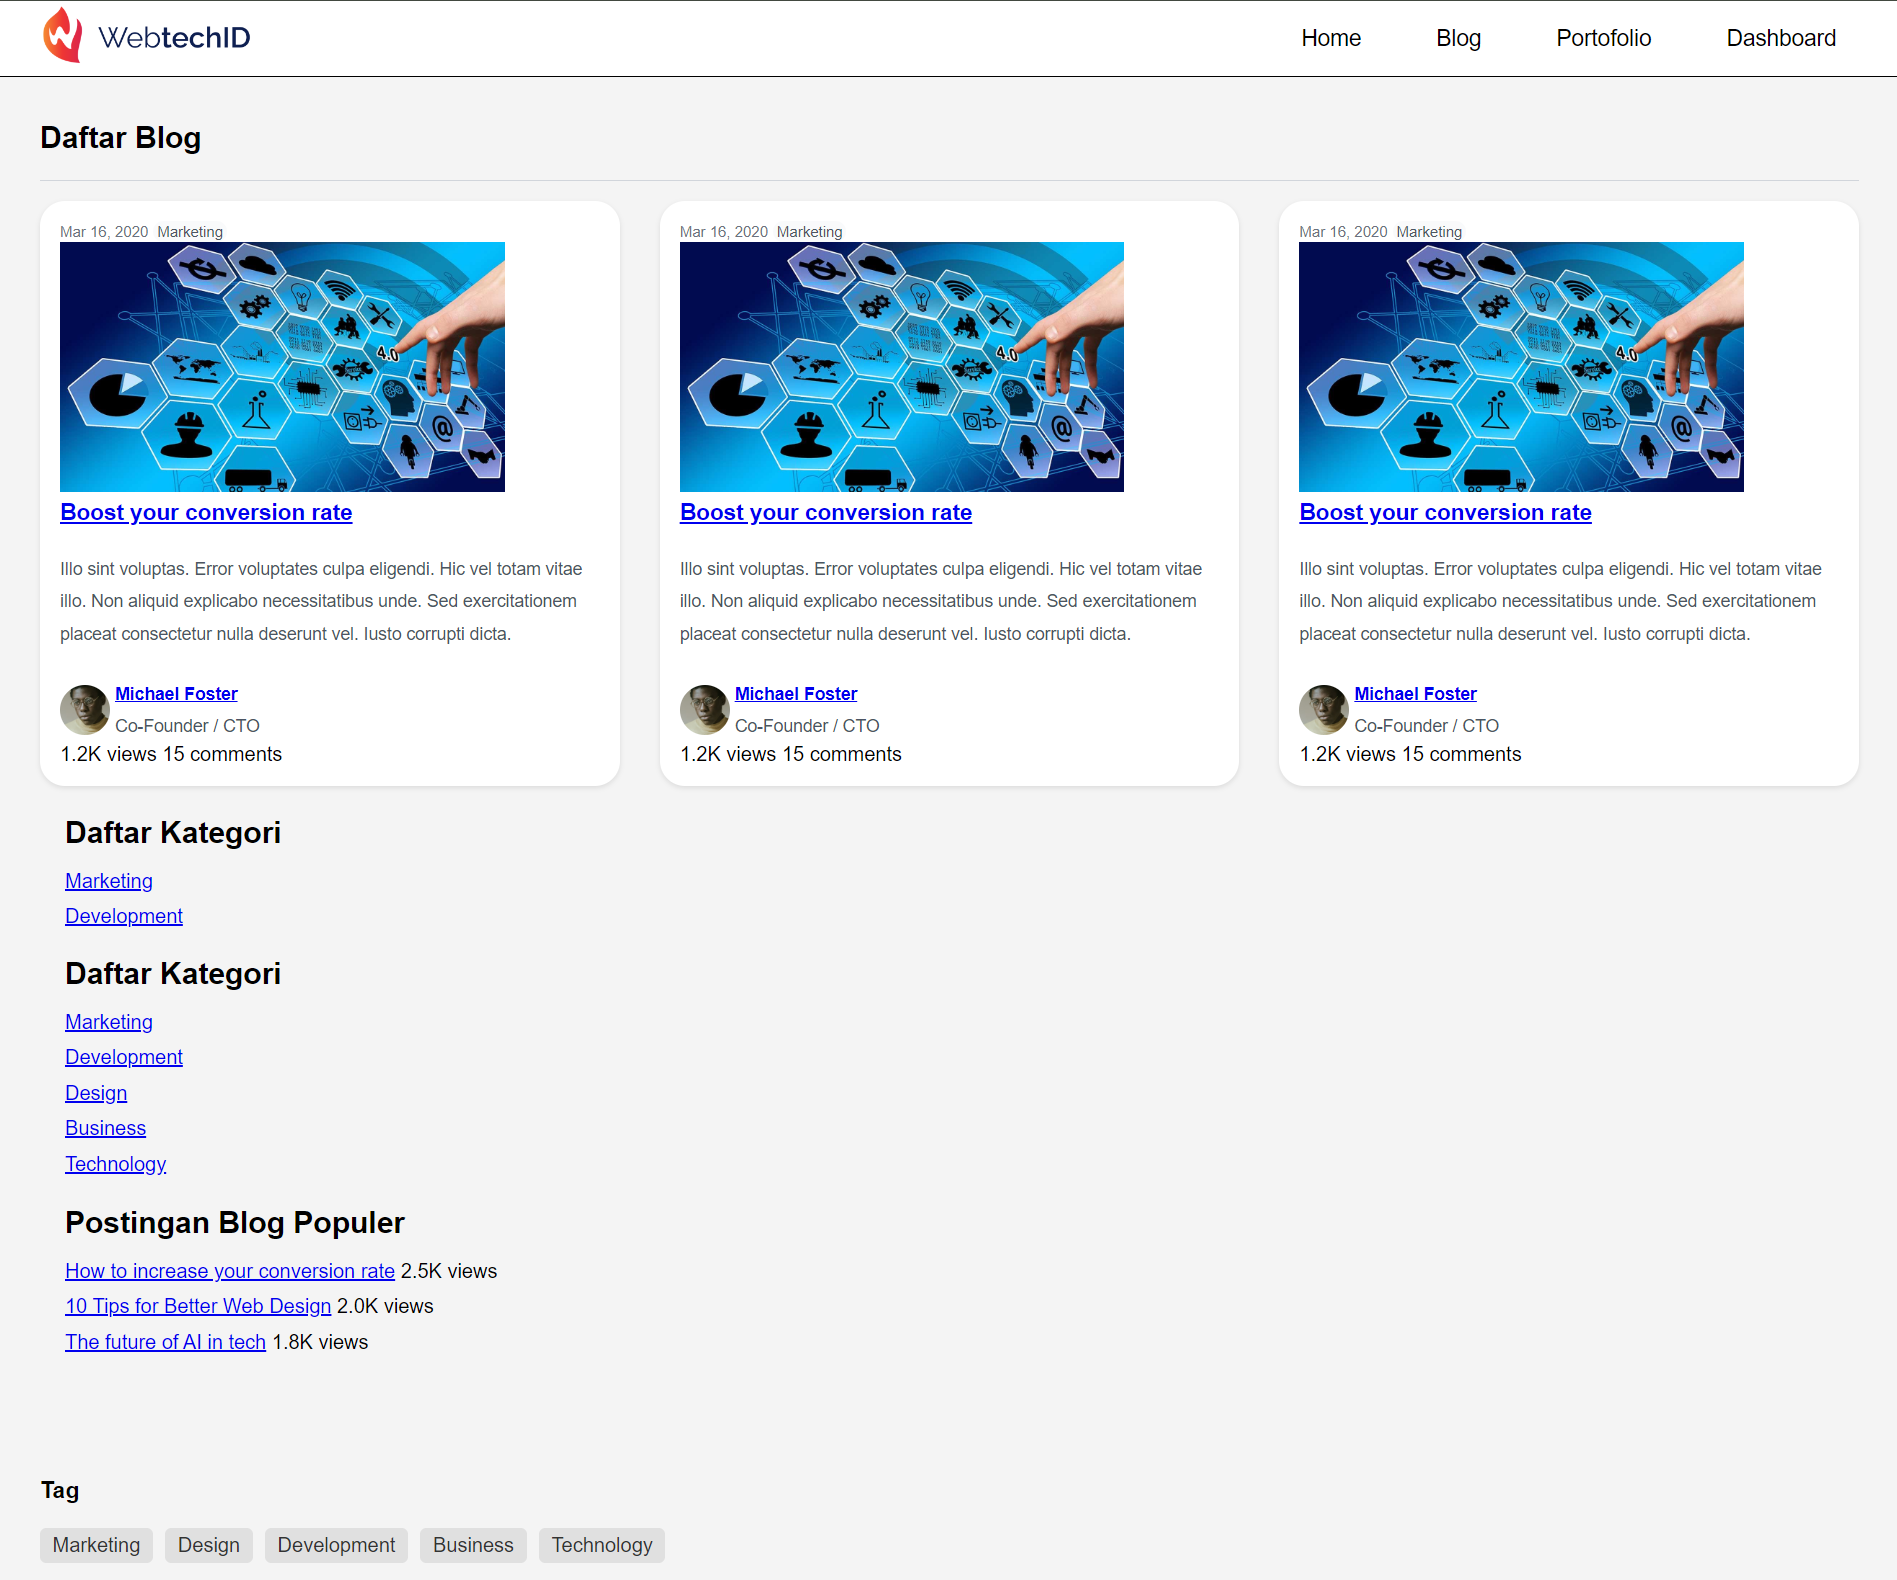 WebtechID
Home Blog Portofolio Dashboard
Daftar Blog
Mar 16, 2020 Marketing
4.0
Boost your conversion rate
Illo sint voluptas. Error voluptates culpa eligendi. Hic vel totam vitae
illo. Non aliquid explicabo necessitatibus unde. Sed exercitationem
placeat consectetur nulla deserunt vel. Iusto corrupti dicta.
Michael Foster
Co-Founder / CTO
1.2K views 15 comments
Mar 16, 2020 Marketing
4.0
Boost your conversion rate
Illo sint voluptas. Error voluptates culpa eligendi. Hic vel totam vitae
illo. Non aliquid explicabo necessitatibus unde. Sed exercitationem
placeat consectetur nulla deserunt vel. Iusto corrupti dicta.
Michael Foster
Co-Founder / CTO
1.2K views 15 comments
Mar 16, 2020 Marketing
4.0
Boost your conversion rate
Illo sint voluptas. Error voluptates culpa eligendi. Hic vel totam vitae
illo. Non aliquid explicabo necessitatibus unde. Sed exercitationem
placeat consectetur nulla deserunt vel. Iusto corrupti dicta.
Michael Foster
Co-Founder / CTO
1.2K views 15 comments
Daftar Kategori
Marketing
Development
Daftar Kategori
Marketing
Development
Design
Business
Technology
Postingan Blog Populer
How to increase your conversion rate 2.5K views
10 Tips for Better Web Design 2.0K views
The future of AI in tech 1.8K views
Tag
Marketing Design Development Business Technology